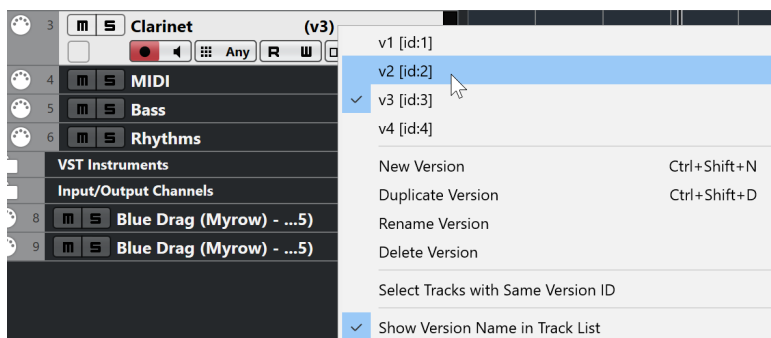 3 m S Clarinet (v3)
Any R W
4 m S MIDI
5 m S Bass
6 m S Rhythms
VST Instruments
Input/Output Channels
8 m S Blue Drag (Myrow) - ...5)
9 m S Blue Drag (Myrow) - ...5)
v1 [id:1]
v2 [id:2]
v3 [id:3]
v4 [id:4]
New Version Ctrl+Shift+N
Duplicate Version Ctrl+Shift+D
Rename Version
Delete Version
Select Tracks with Same Version ID
Show Version Name in Track List